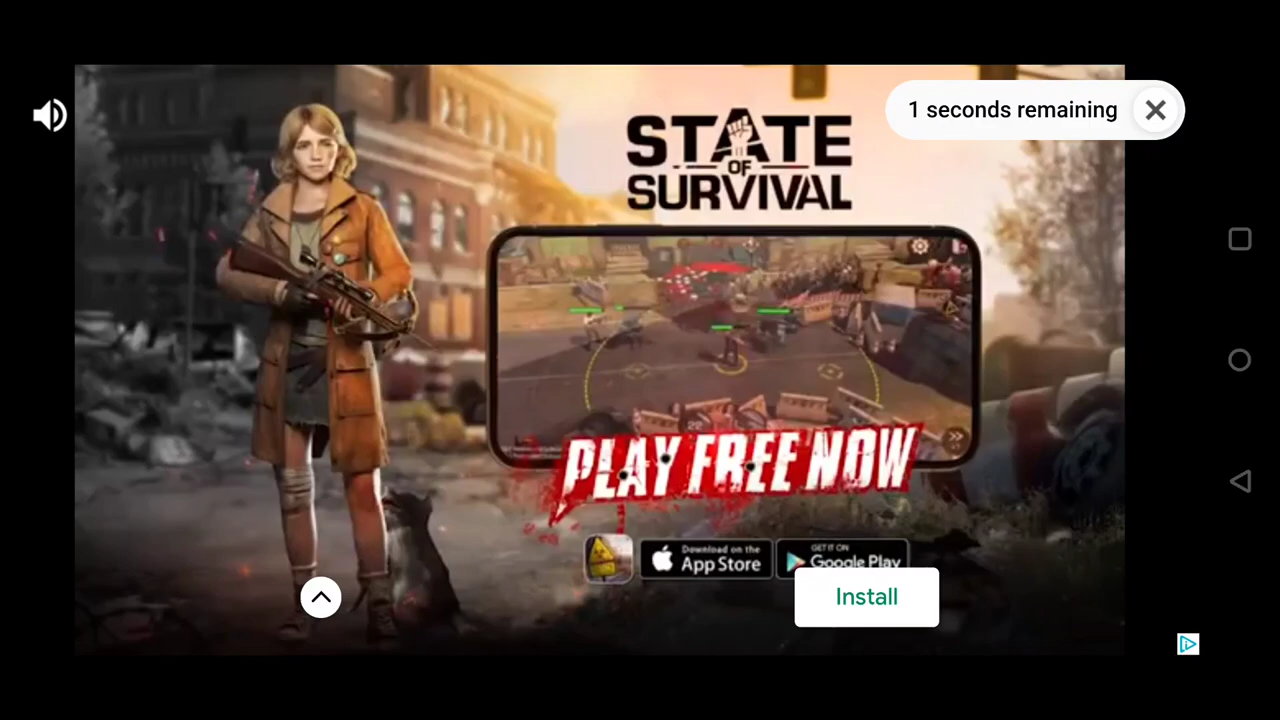 1 seconds remaining
STATE
OF
SURVIVAL
22
PLAY FREE NOW
Download on the
App Store
GET IT ON
Google Play
Install